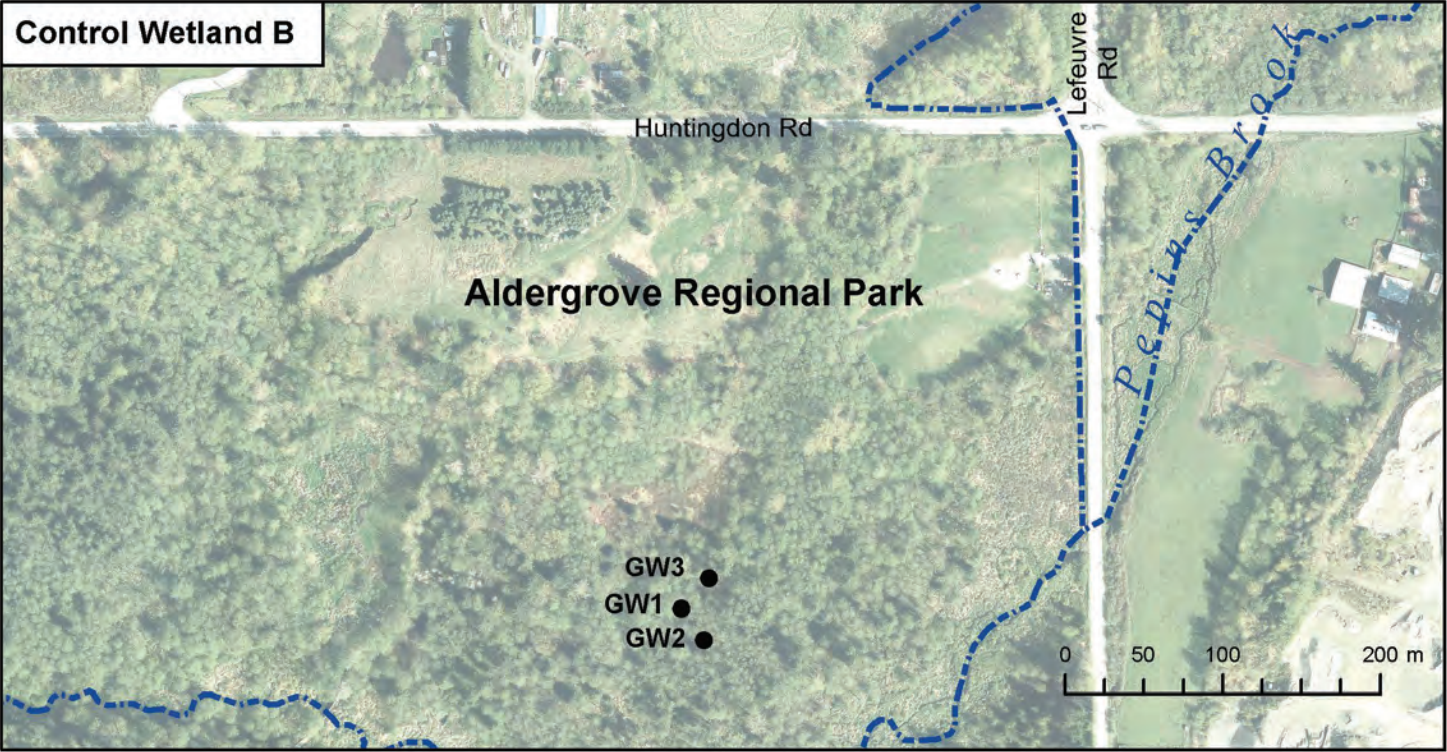 Control Wetland B
Lefeuvre
Rd
Huntingdon Rd
Pepins Brook
Aldergrove Regional Park
GW3
GW1
GW2
0 50 100 200 m